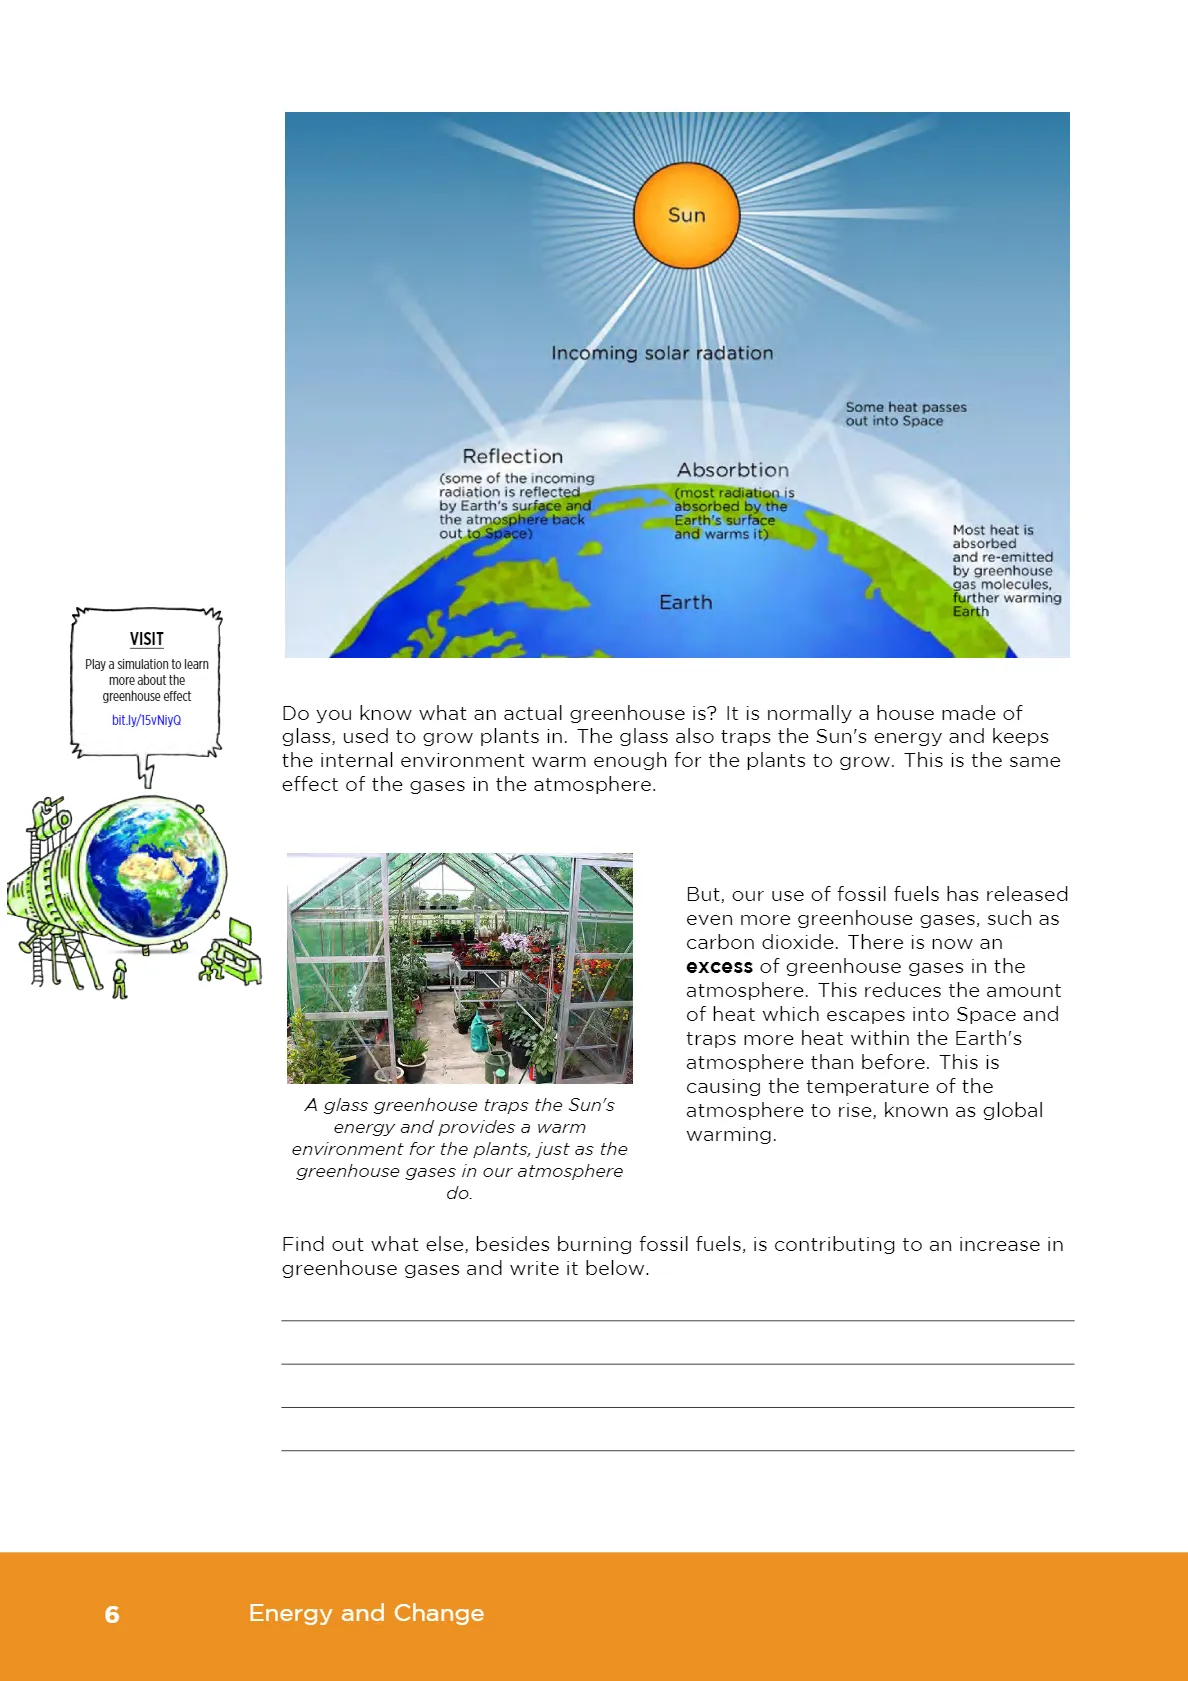 Sun
Incoming solar radation
Some heat passes
out into Space
Reflection
(some of the incoming
radiation is reflected
by Earth's surface and
the atmosphere back
out to Space)
Absorbtion
(most radiation is
absorbed by the
Earth's surface
and warms it)
Most heat is
absorbed
and re-emitted
by greenhouse
gas molecules,
further warming
Earth
Earth
VISIT
Play a simulation to learn
more about the
greenhouse effect
bit.ly/15vNiyQ
Do you know what an actual greenhouse is? It is normally a house made of
glass, used to grow plants in. The glass also traps the Sun's energy and keeps
the internal environment warm enough for the plants to grow. This is the same
effect of the gases in the atmosphere.
A glass greenhouse traps the Sun's
energy and provides a warm
environment for the plants, just as the
greenhouse gases in our atmosphere
do.
But, our use of fossil fuels has released
even more greenhouse gases, such as
carbon dioxide. There is now an
excess of greenhouse gases in the
atmosphere. This reduces the amount
of heat which escapes into Space and
traps more heat within the Earth's
atmosphere than before. This is
causing the temperature of the
atmosphere to rise, known as global
warming.
Find out what else, besides burning fossil fuels, is contributing to an increase in
greenhouse gases and write it below.
6
Energy and Change